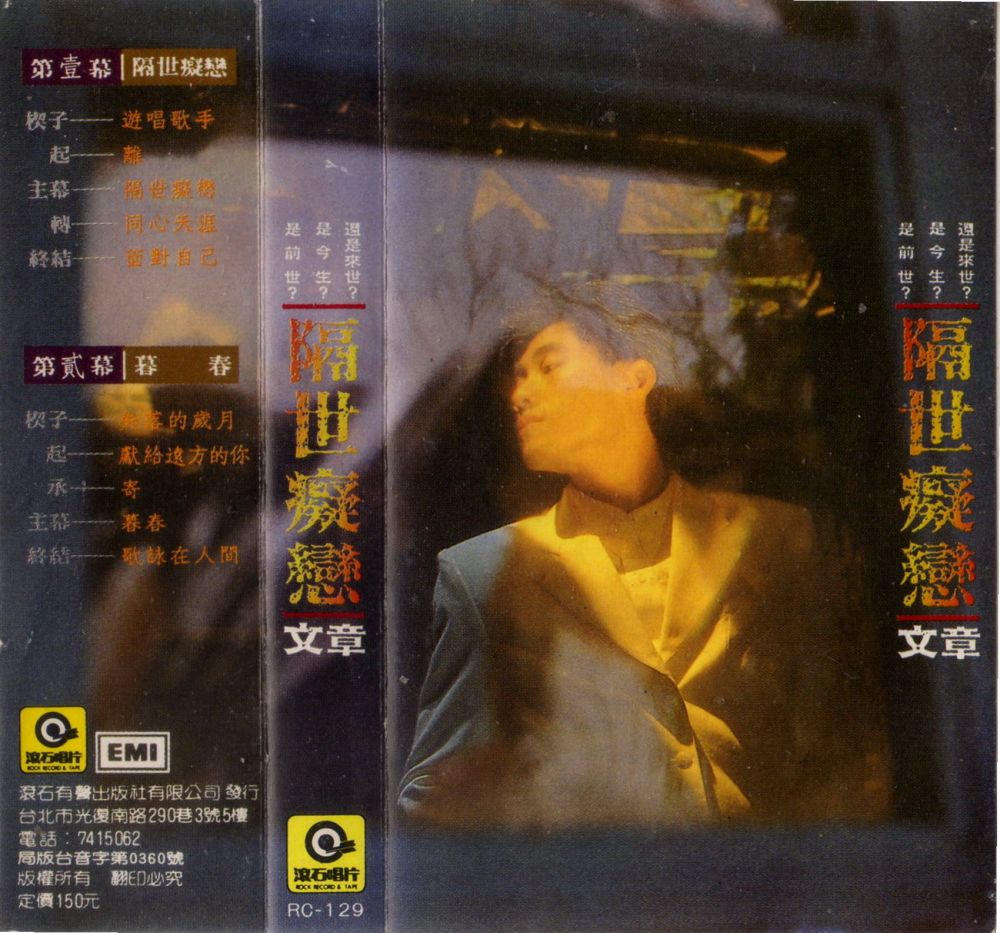 第壹幕|隔世癡戀
楔子——遊唱歌手
起——離
主幕——隔世癡戀
轉——同心天涯
終結——面對自己
第貳幕|暮 春
楔子——失落的歲月
起——獻給遠方的你
承——寄
主幕——暮春
終結——歌詠在人間
滾石唱片
ROCK RECORD & TAPE
EMI
滾石有聲出版社有限公司 發行
台北市光復南路290巷3號5樓
電話：7415062
局版台音字第0360號
版權所有 翻印必究
定價150元
是前世？
是今生？
還是來世？
隔世癡戀
文章
滾石唱片
ROCK RECORD & TAPE
RC-129
是前世？
是今生？
還是來世？
隔世癡戀
文章